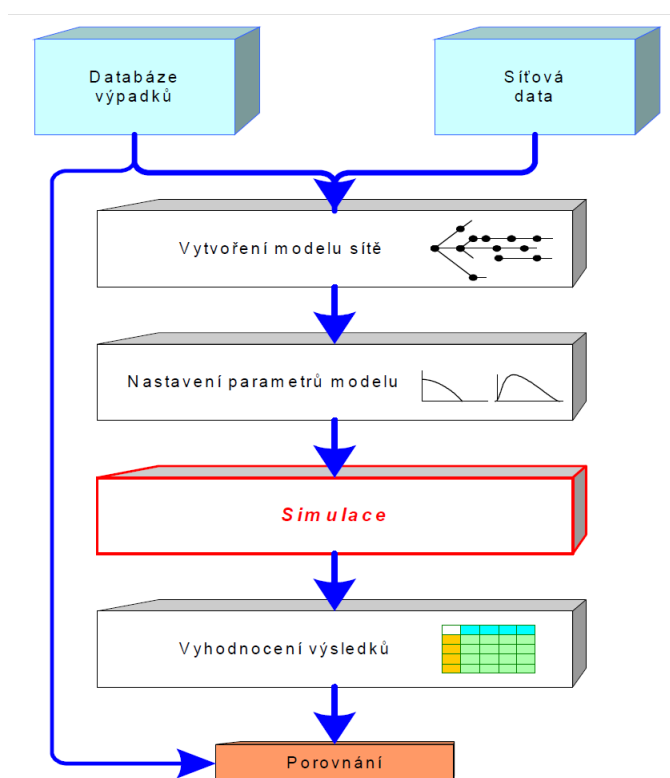 Databáze
výpadků
Síťová
data
Vytvoření modelu sítě
Nastavení parametrů modelu
Simulace
Vyhodnocení výsledků
Porovnání